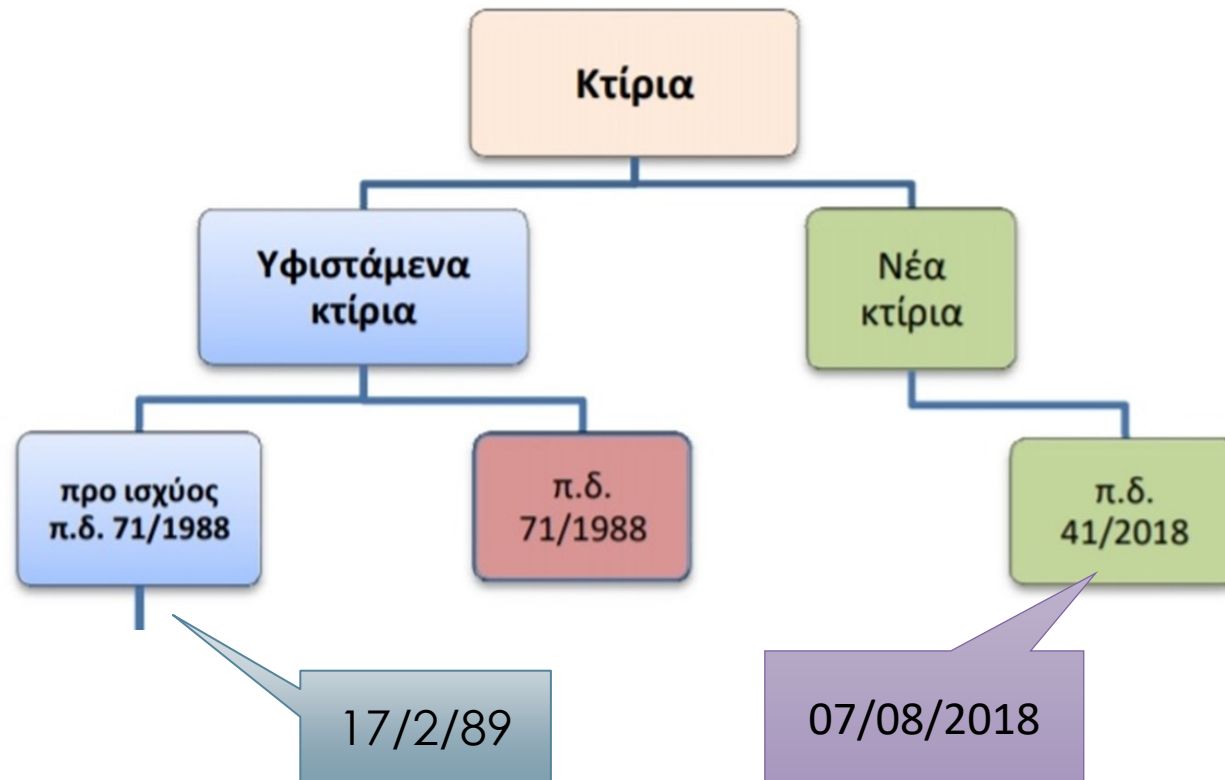 Κτίρια
Υφιστάμενα
κτίρια
Νέα
κτίρια
προ ισχύος
π.δ. 71/1988
π.δ.
71/1988
π.δ.
41/2018
17/2/89
07/08/2018